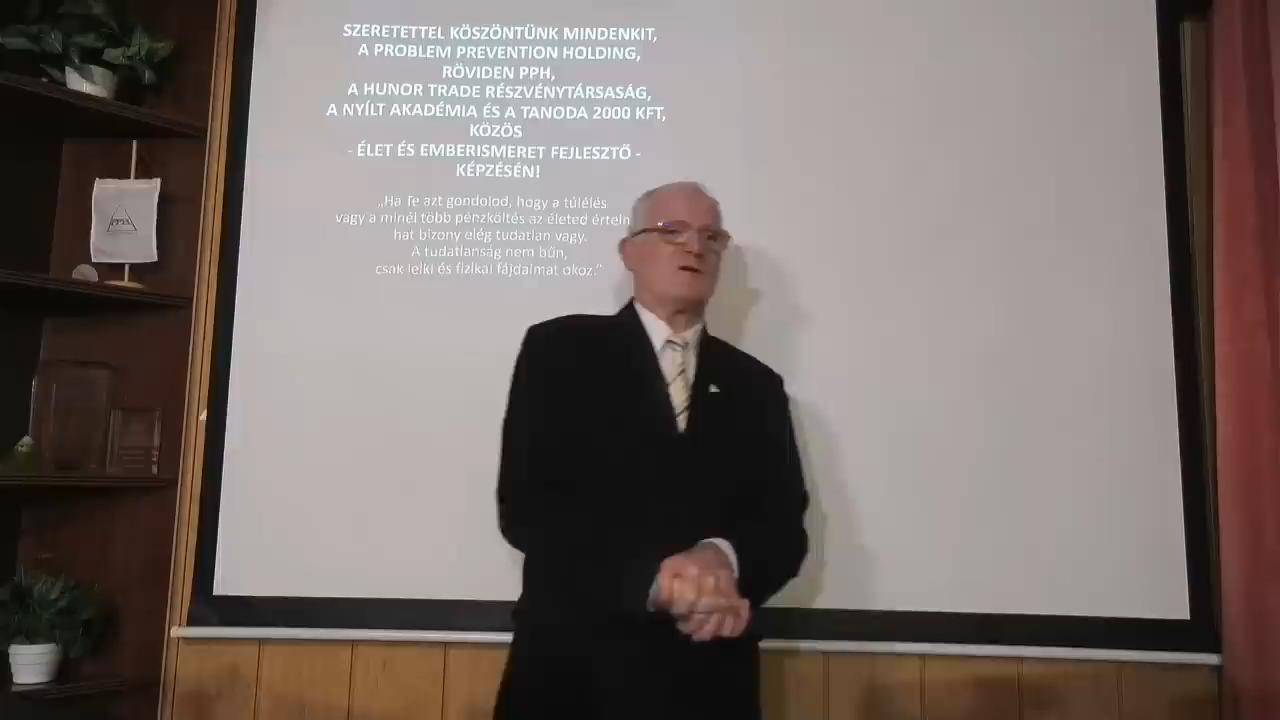 SZERETETTEL KÖSZÖNTÜNK MINDENKIT,
A PROBLEM PREVENTION HOLDING,
RÖVIDEN PPH,
A HUNOR TRADE RÉSZVÉNYTÁRSASÁG,
A NYÍLT AKADÉMIA ÉS A TANODA 2000 KFT,
KÖZÖS
- ÉLET ÉS EMBERISMERET FEJLESZTŐ -
KÉPZÉSÉN!
„Ha Te azt gondolod, hogy a túlélés
vagy a minél több pénzköltés az életed
hát bizony elég tudatlan vagy.
A tudatlanság nem bűn,
csak lelki és fizikai fájdalmat okoz.”